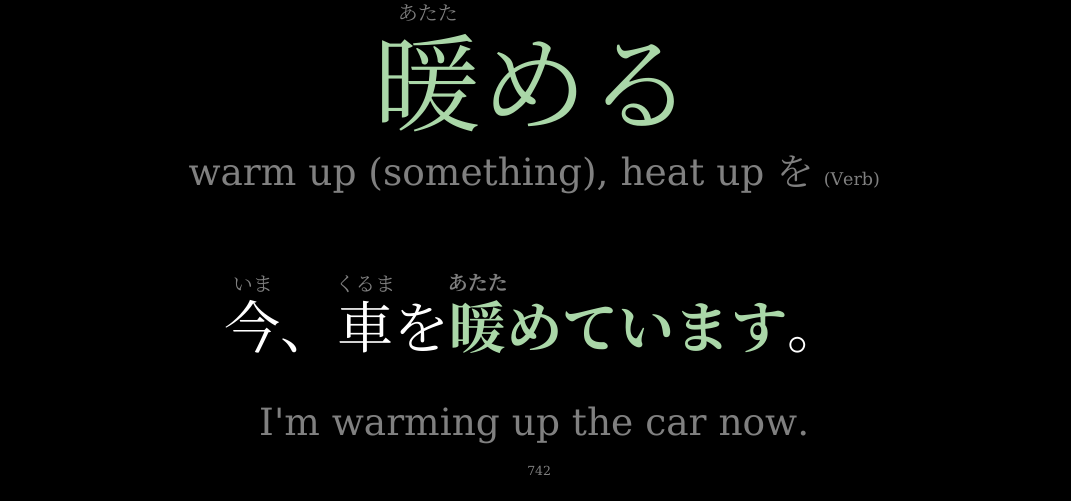 あたた
暖める
warm up (something), heat up を (Verb)
いま くるま あたた
今、車を暖めています。
I'm warming up the car now.
742